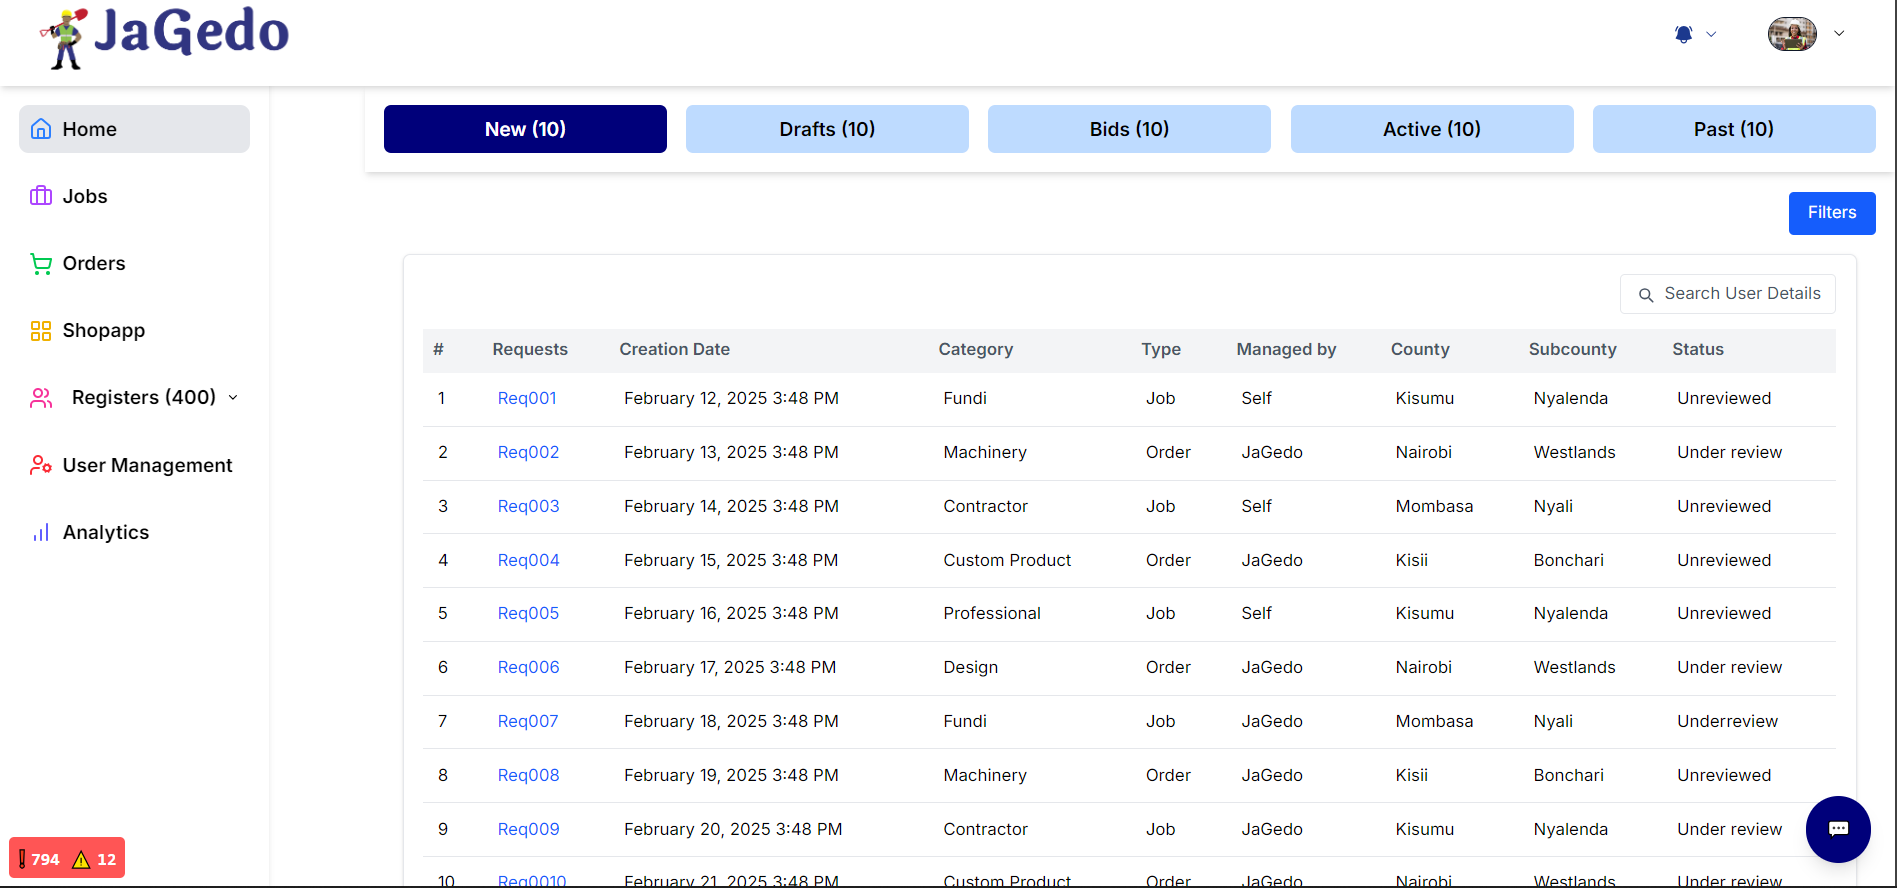 JaGedo
Home
Jobs
Orders
Shopapp
Registers (400)
User Management
Analytics
794 12
New (10) Drafts (10) Bids (10) Active (10) Past (10)
Filters
Search User Details
# Requests Creation Date Category Type Managed by County Subcounty Status
1 Req001 February 12, 2025 3:48 PM Fundi Job Self Kisumu Nyalenda Unreviewed
2 Req002 February 13, 2025 3:48 PM Machinery Order JaGedo Nairobi Westlands Under review
3 Req003 February 14, 2025 3:48 PM Contractor Job Self Mombasa Nyali Unreviewed
4 Req004 February 15, 2025 3:48 PM Custom Product Order JaGedo Kisii Bonchari Unreviewed
5 Req005 February 16, 2025 3:48 PM Professional Job Self Kisumu Nyalenda Unreviewed
6 Req006 February 17, 2025 3:48 PM Design Order JaGedo Nairobi Westlands Under review
7 Req007 February 18, 2025 3:48 PM Fundi Job JaGedo Mombasa Nyali Underreview
8 Req008 February 19, 2025 3:48 PM Machinery Order JaGedo Kisii Bonchari Unreviewed
9 Req009 February 20, 2025 3:48 PM Contractor Job JaGedo Kisumu Nyalenda Under review
10 Req0010 February 21, 2025 3:48 PM Custom Product Order JaGedo Nairobi Westlands Under review